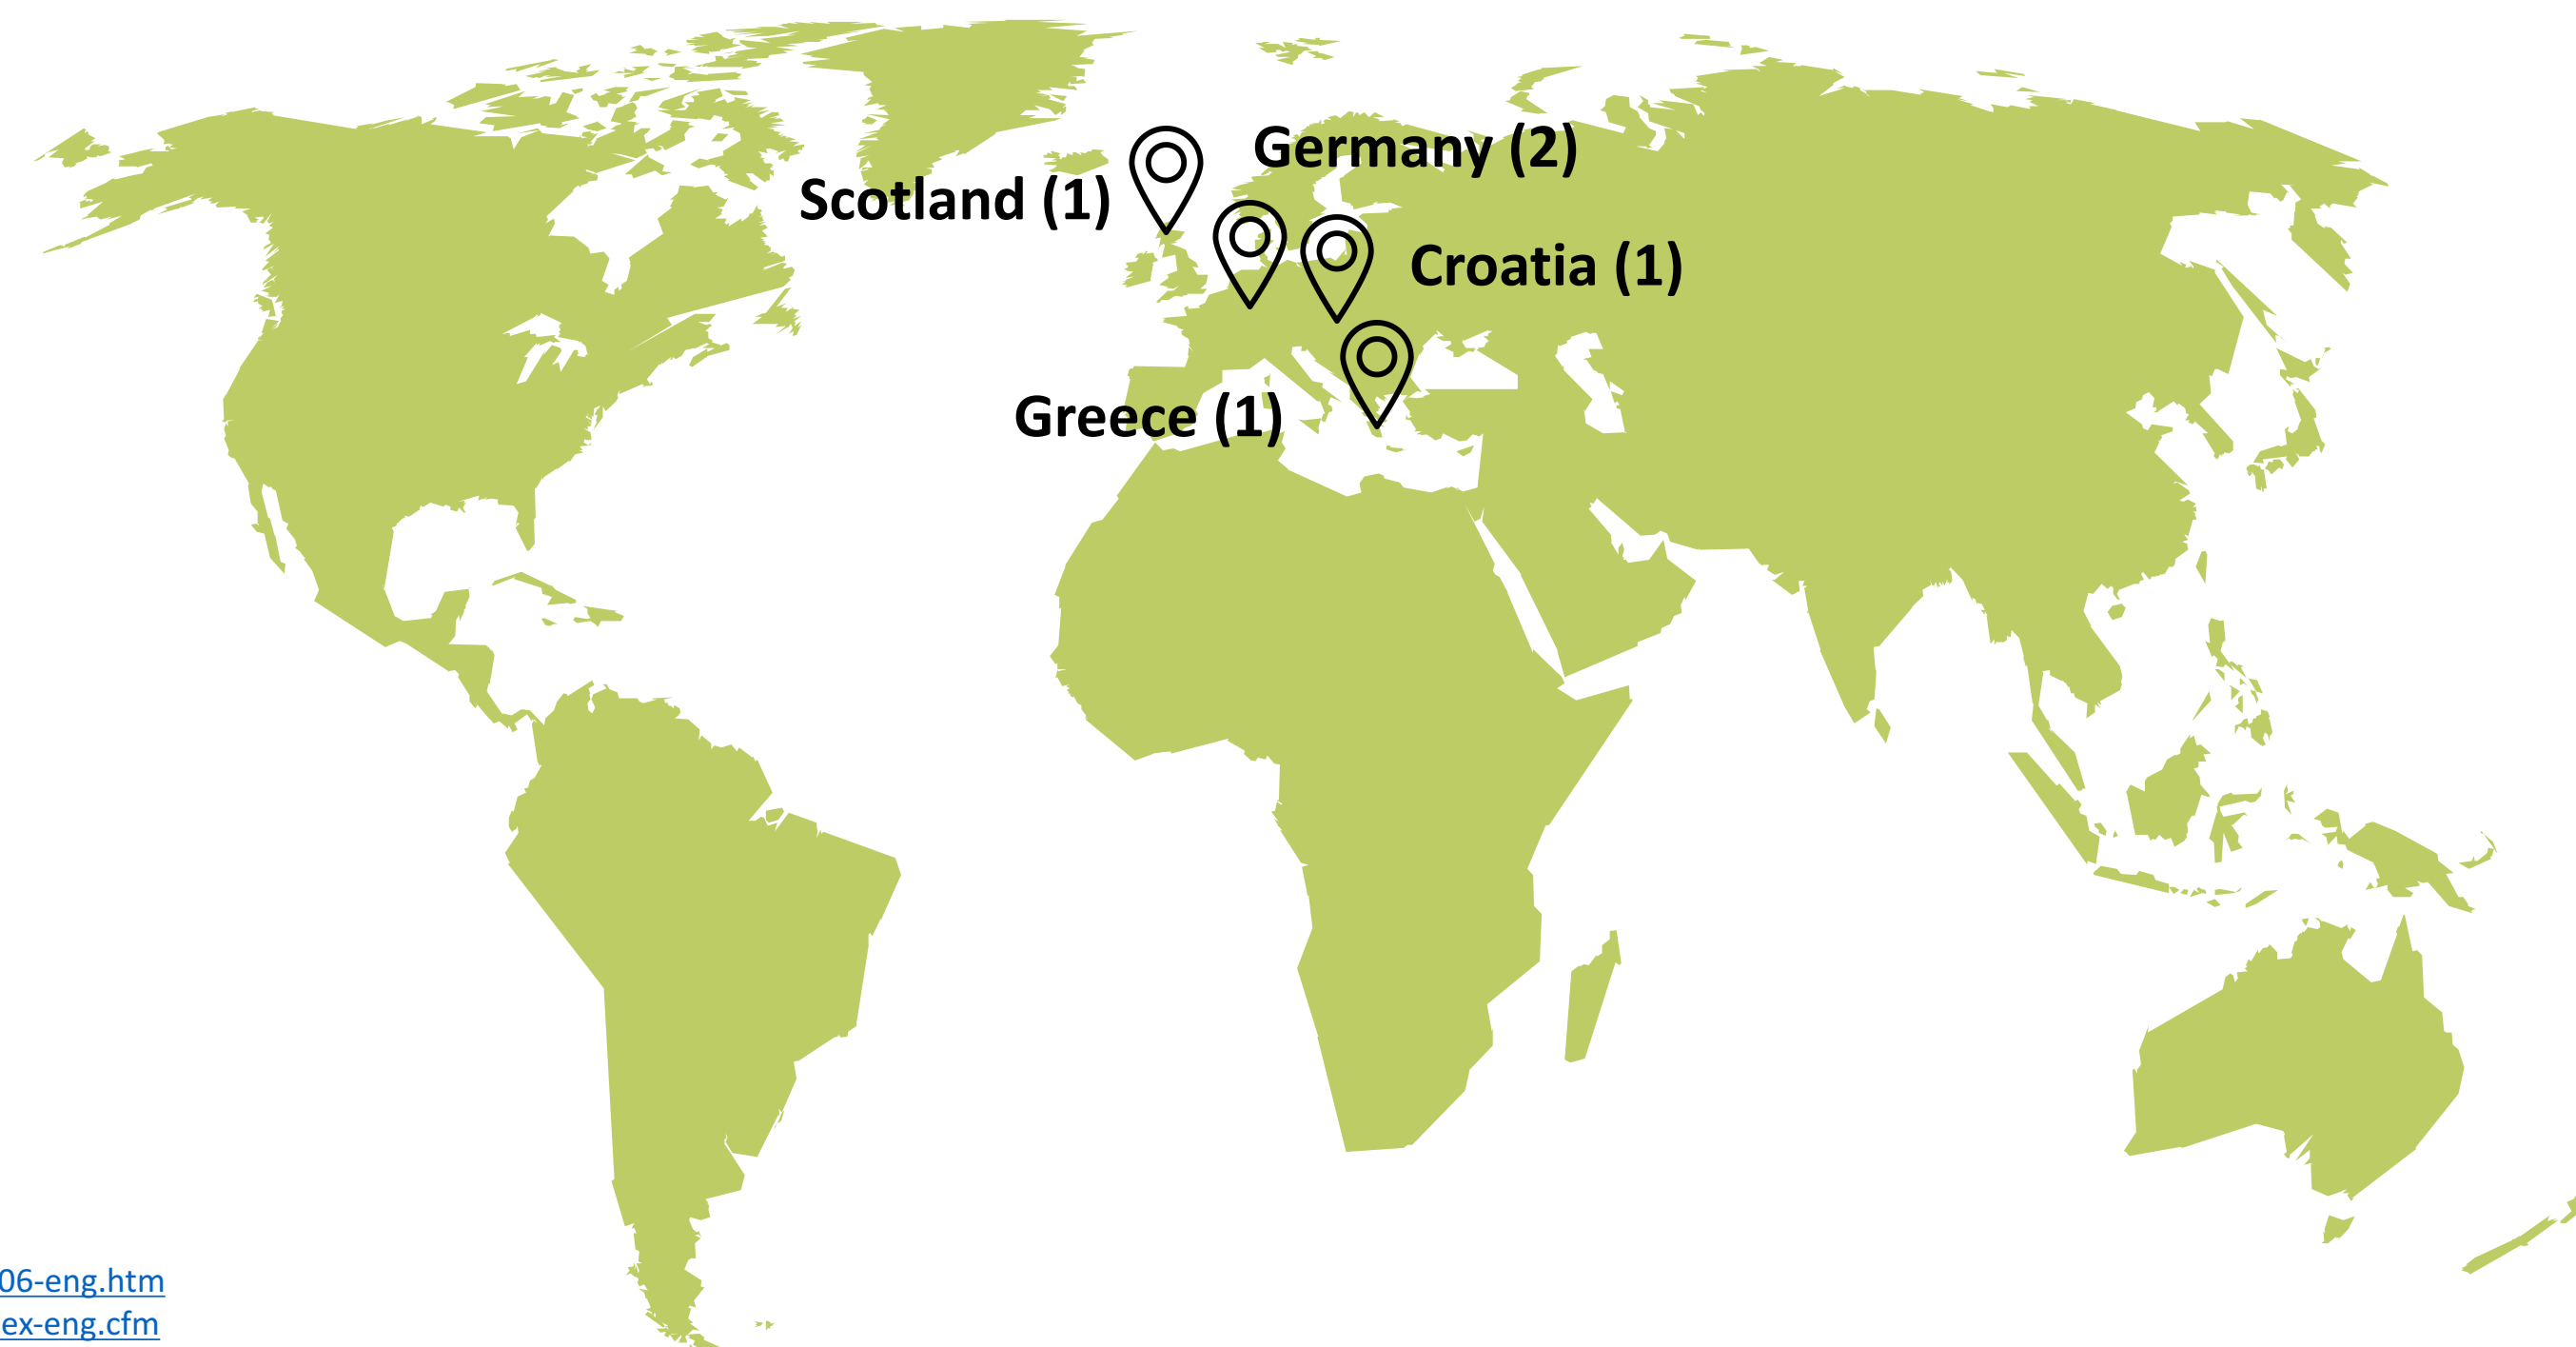 Germany (2)
Scotland (1)
Croatia (1)
Greece (1)
06-eng.htm
ex-eng.cfm